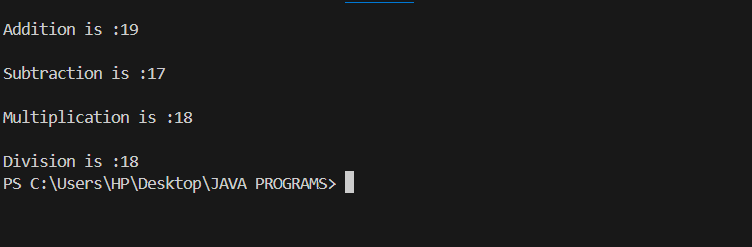 Addition is :19
Subtraction is :17
Multiplication is :18
Division is :18
PS C:\Users\HP\Desktop\JAVA PROGRAMS>